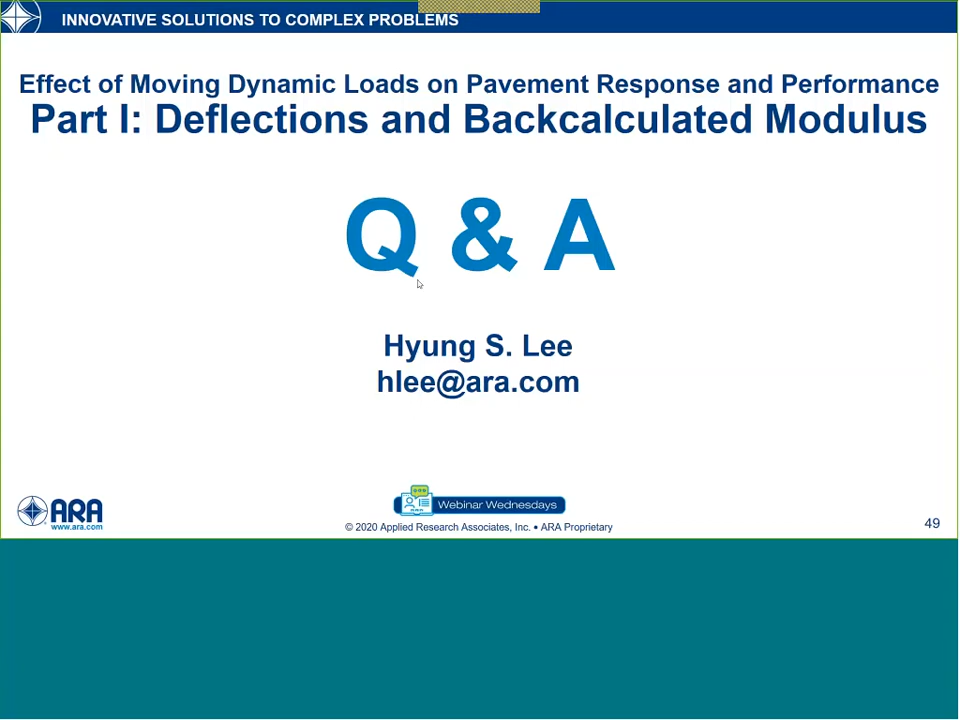 INNOVATIVE SOLUTIONS TO COMPLEX PROBLEMS
Effect of Moving Dynamic Loads on Pavement Response and Performance
Part I: Deflections and Backcalculated Modulus
Q & A
Hyung S. Lee
hlee@ara.com
ARA
www.ara.com
Webinar Wednesdays
© 2020 Applied Research Associates, Inc. • ARA Proprietary
49